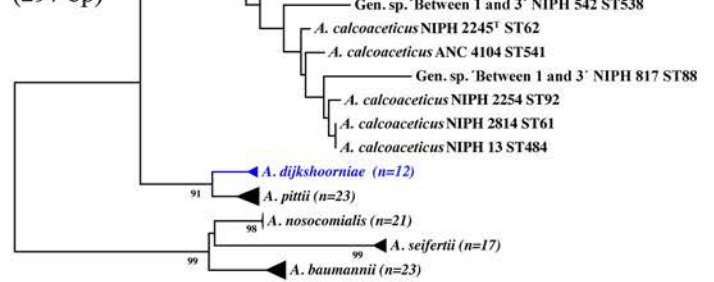 (297 bp)
Gen. sp. ´Between 1 and 3´ NIPH 542 ST538
A. calcoaceticus NIPH 2245ᵀ ST62
A. calcoaceticus ANC 4104 ST541
Gen. sp. ´Between 1 and 3´ NIPH 817 ST88
A. calcoaceticus NIPH 2254 ST92
A. calcoaceticus NIPH 2814 ST61
A. calcoaceticus NIPH 13 ST484
A. dijkshoorniae (n=12)
91
A. pittii (n=23)
98
A. nosocomialis (n=21)
99
A. seifertii (n=17)
99
A. baumannii (n=23)